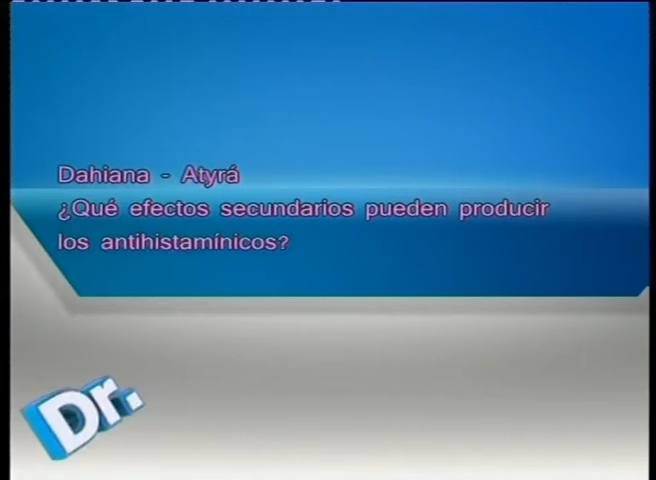 Dahiana - Atyrá
¿Qué efectos secundarios pueden producir
los antihistamínicos?
Dr.